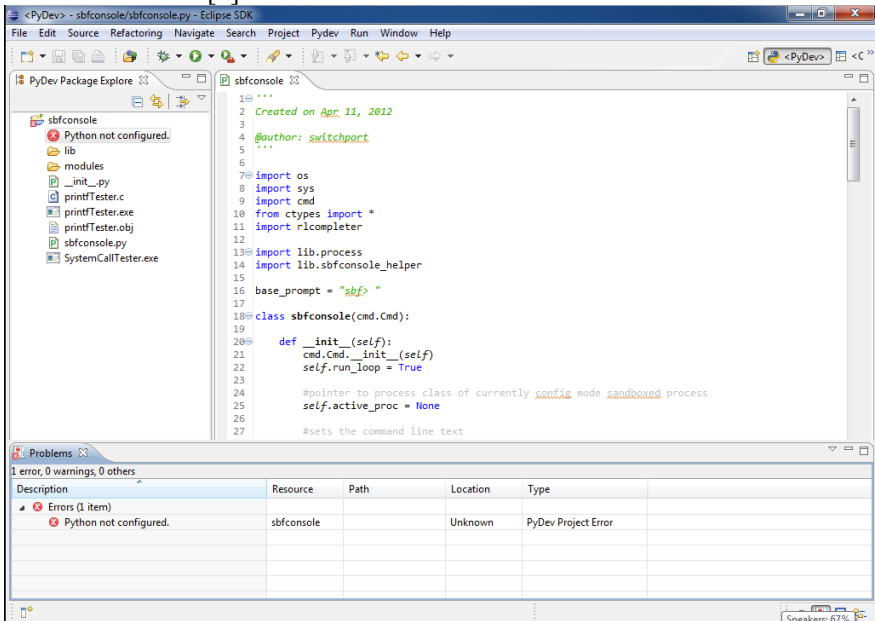 <PyDev> - sbfconsole/sbfconsole.py - Eclipse SDK
File Edit Source Refactoring Navigate Search Project Pydev Run Window Help
<PyDev> <C »
PyDev Package Explore
sbfconsole
Python not configured.
lib
modules
__init__.py
printfTester.c
printfTester.exe
printfTester.obj
sbfconsole.py
SystemCallTester.exe
sbfconsole
1 '''
2 Created on Apr 11, 2012
3
4 @author: switchport
5 '''
6
7 import os
8 import sys
9 import cmd
10 from ctypes import *
11 import rlcompleter
12
13 import lib.process
14 import lib.sbfconsole_helper
15
16 base_prompt = "sbf> "
17
18 class sbfconsole(cmd.Cmd):
19
20     def __init__(self):
21         cmd.Cmd.__init__(self)
22         self.run_loop = True
23
24         #pointer to process class of currently config mode sandboxed process
25         self.active_proc = None
26
27         #sets the command line text
Problems
1 error, 0 warnings, 0 others
Description Resource Path Location Type
Errors (1 item)
Python not configured. sbfconsole Unknown PyDev Project Error
Speakers: 67%